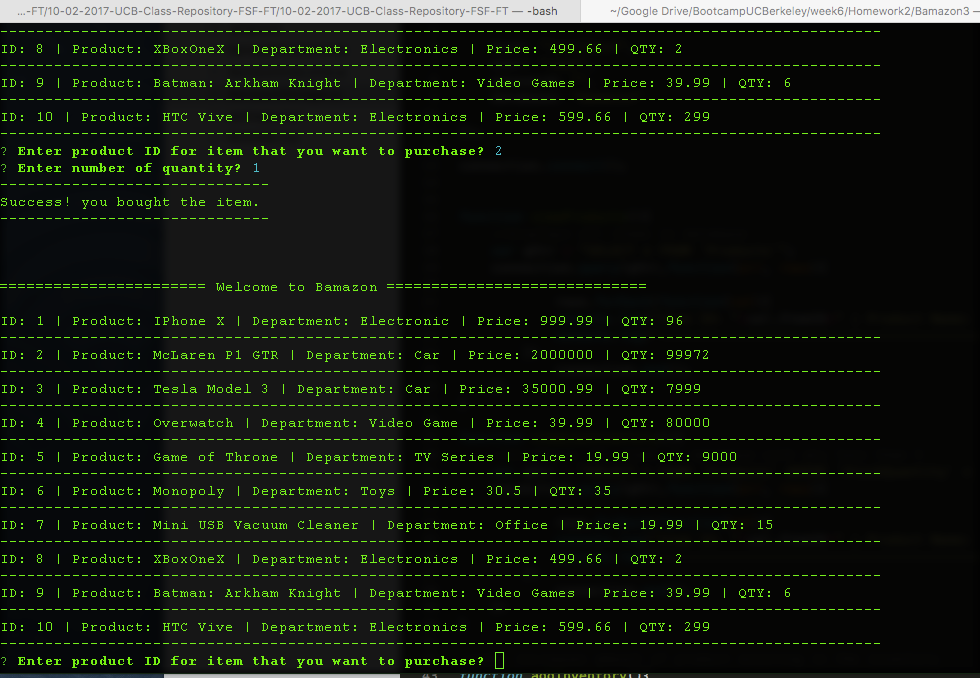 ...-FT/10-02-2017-UCB-Class-Repository-FSF-FT/10-02-2017-UCB-Class-Repository-FSF-FT — -bash ~/Google Drive/BootcampUCBerkeley/week6/Homework2/Bamazon3 —
--------------------------------------------------------------------------------------------------
ID: 8 | Product: XBoxOneX | Department: Electronics | Price: 499.66 | QTY: 2
--------------------------------------------------------------------------------------------------
ID: 9 | Product: Batman: Arkham Knight | Department: Video Games | Price: 39.99 | QTY: 6
--------------------------------------------------------------------------------------------------
ID: 10 | Product: HTC Vive | Department: Electronics | Price: 599.66 | QTY: 299
--------------------------------------------------------------------------------------------------
? Enter product ID for item that you want to purchase? 2
? Enter number of quantity? 1
------------------------------
Success! you bought the item.
------------------------------
======================= Welcome to Bamazon =============================
ID: 1 | Product: IPhone X | Department: Electronic | Price: 999.99 | QTY: 96
--------------------------------------------------------------------------------------------------
ID: 2 | Product: McLaren P1 GTR | Department: Car | Price: 2000000 | QTY: 99972
--------------------------------------------------------------------------------------------------
ID: 3 | Product: Tesla Model 3 | Department: Car | Price: 35000.99 | QTY: 7999
--------------------------------------------------------------------------------------------------
ID: 4 | Product: Overwatch | Department: Video Game | Price: 39.99 | QTY: 80000
--------------------------------------------------------------------------------------------------
ID: 5 | Product: Game of Throne | Department: TV Series | Price: 19.99 | QTY: 9000
--------------------------------------------------------------------------------------------------
ID: 6 | Product: Monopoly | Department: Toys | Price: 30.5 | QTY: 35
--------------------------------------------------------------------------------------------------
ID: 7 | Product: Mini USB Vacuum Cleaner | Department: Office | Price: 19.99 | QTY: 15
--------------------------------------------------------------------------------------------------
ID: 8 | Product: XBoxOneX | Department: Electronics | Price: 499.66 | QTY: 2
--------------------------------------------------------------------------------------------------
ID: 9 | Product: Batman: Arkham Knight | Department: Video Games | Price: 39.99 | QTY: 6
--------------------------------------------------------------------------------------------------
ID: 10 | Product: HTC Vive | Department: Electronics | Price: 599.66 | QTY: 299
--------------------------------------------------------------------------------------------------
? Enter product ID for item that you want to purchase?